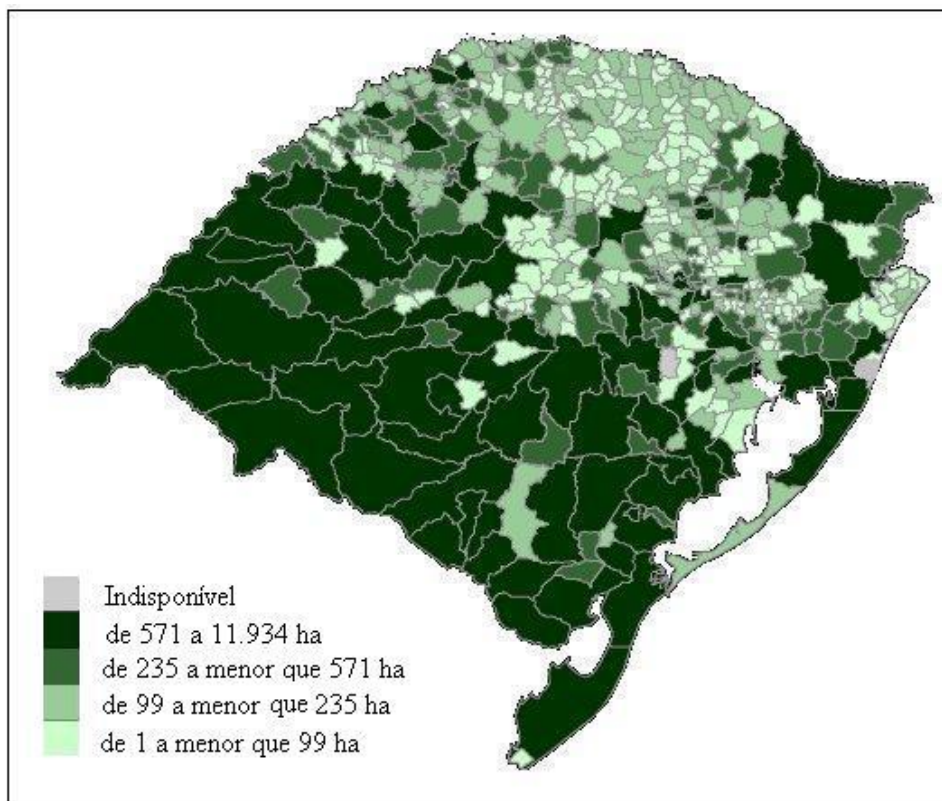 Indisponível
de 571 a 11.934 ha
de 235 a menor que 571 ha
de 99 a menor que 235 ha
de 1 a menor que 99 ha